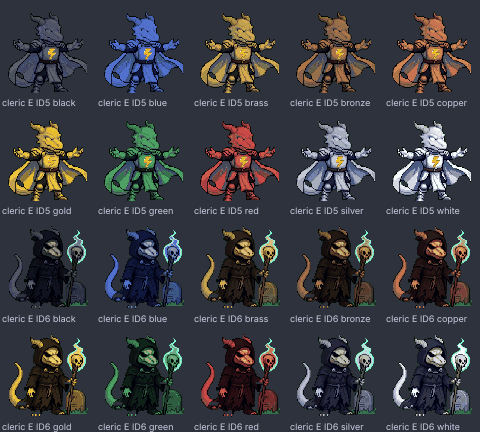 cleric E ID5 black
cleric E ID5 blue
cleric E ID5 brass
cleric E ID5 bronze
cleric E ID5 copper
cleric E ID5 gold
cleric E ID5 green
cleric E ID5 red
cleric E ID5 silver
cleric E ID5 white
cleric E ID6 black
cleric E ID6 blue
cleric E ID6 brass
cleric E ID6 bronze
cleric E ID6 copper
cleric E ID6 gold
cleric E ID6 green
cleric E ID6 red
cleric E ID6 silver
cleric E ID6 white